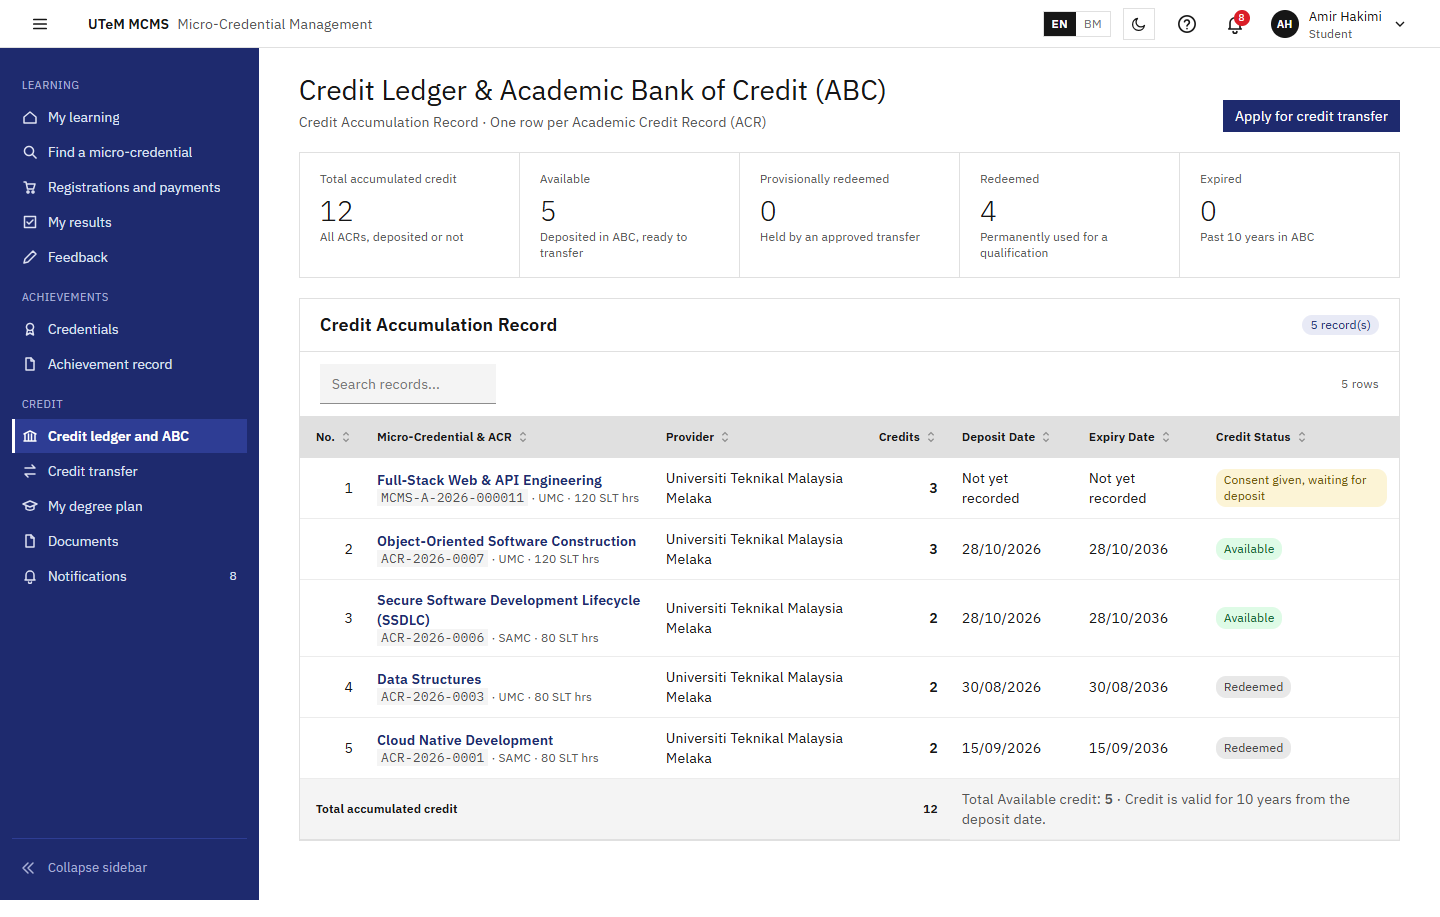 UTeM MCMS Micro-Credential Management
EN BM
8
AH
Amir Hakimi
Student
LEARNING
My learning
Find a micro-credential
Registrations and payments
My results
Feedback
ACHIEVEMENTS
Credentials
Achievement record
CREDIT
Credit ledger and ABC
Credit transfer
My degree plan
Documents
Notifications 8
Collapse sidebar
Credit Ledger & Academic Bank of Credit (ABC)
Credit Accumulation Record · One row per Academic Credit Record (ACR)
Apply for credit transfer
Total accumulated credit
12
All ACRs, deposited or not
Available
5
Deposited in ABC, ready to
transfer
Provisionally redeemed
0
Held by an approved transfer
Redeemed
4
Permanently used for a
qualification
Expired
0
Past 10 years in ABC
Credit Accumulation Record
5 record(s)
Search records...
5 rows
No. Micro-Credential & ACR Provider Credits Deposit Date Expiry Date Credit Status
1
Full-Stack Web & API Engineering
MCMS-A-2026-000011 · UMC · 120 SLT hrs
Universiti Teknikal Malaysia
Melaka
3
Not yet
recorded
Not yet
recorded
Consent given, waiting for
deposit
2
Object-Oriented Software Construction
ACR-2026-0007 · UMC · 120 SLT hrs
Universiti Teknikal Malaysia
Melaka
3
28/10/2026
28/10/2036
Available
3
Secure Software Development Lifecycle
(SSDLC)
ACR-2026-0006 · SAMC · 80 SLT hrs
Universiti Teknikal Malaysia
Melaka
2
28/10/2026
28/10/2036
Available
4
Data Structures
ACR-2026-0003 · UMC · 80 SLT hrs
Universiti Teknikal Malaysia
Melaka
2
30/08/2026
30/08/2036
Redeemed
5
Cloud Native Development
ACR-2026-0001 · SAMC · 80 SLT hrs
Universiti Teknikal Malaysia
Melaka
2
15/09/2026
15/09/2036
Redeemed
Total accumulated credit
12
Total Available credit: 5 · Credit is valid for 10 years from the
deposit date.